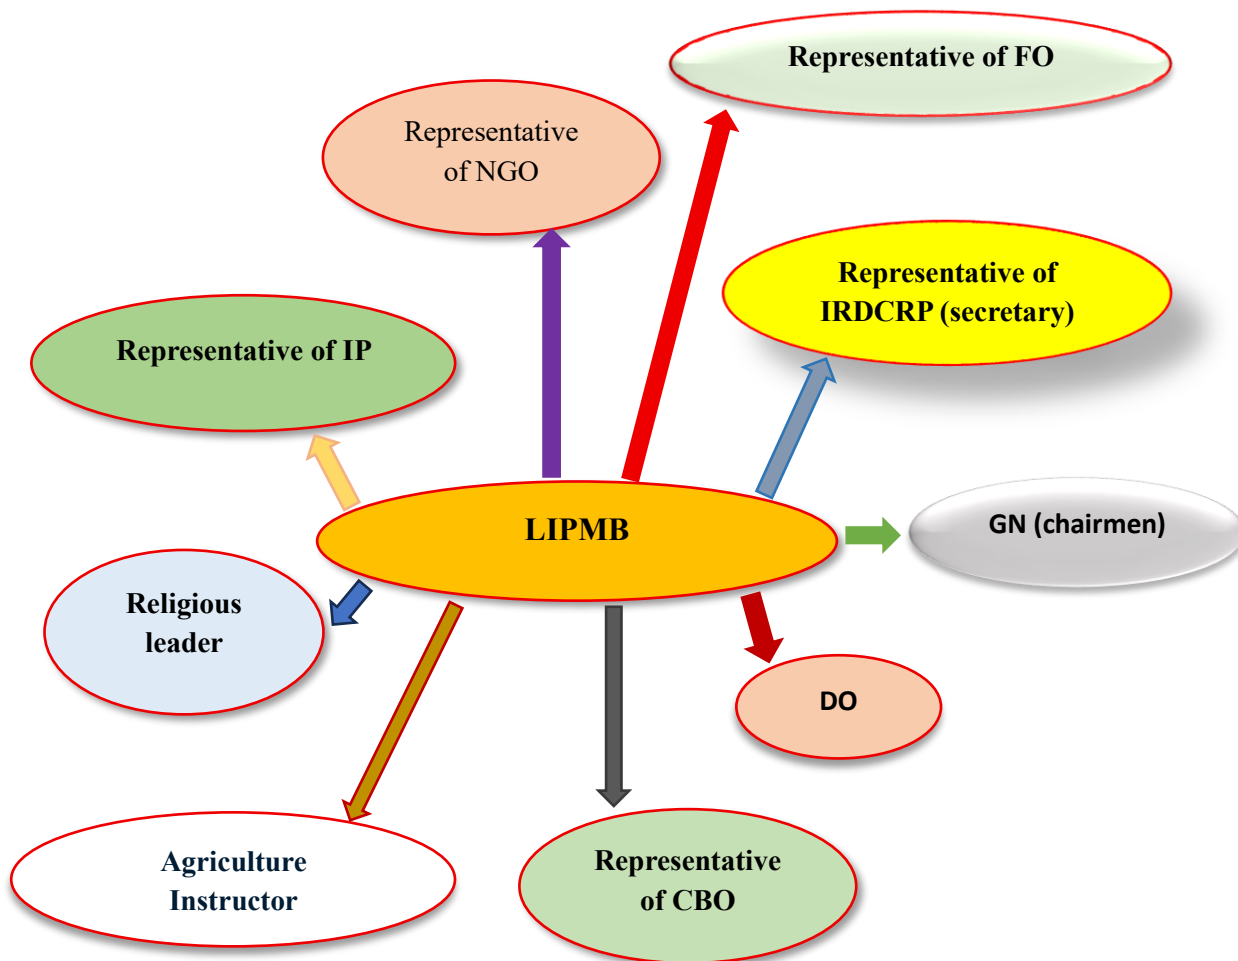 Representative of FO
Representative
of NGO
Representative of
IRDCRP (secretary)
Representative of IP
LIPMB
GN (chairmen)
Religious
leader
DO
Agriculture
Instructor
Representative
of CBO